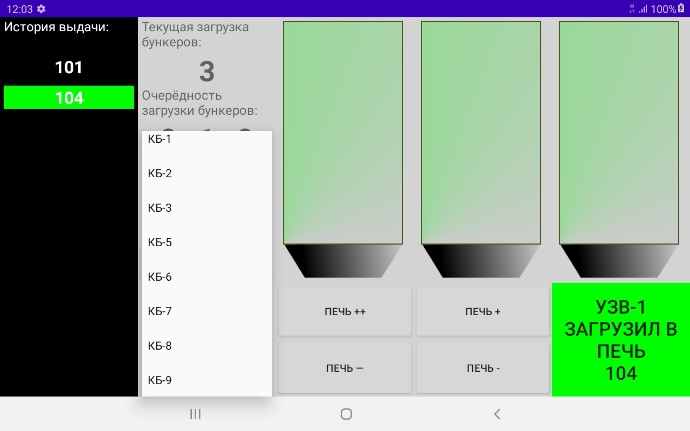 12:03
100%
История выдачи:
101
104
Текущая загрузка
бункеров:
3
Очерёдность
загрузки бункеров:
КБ-1
КБ-2
КБ-3
КБ-5
КБ-6
КБ-7
КБ-8
КБ-9
ПЕЧЬ ++
ПЕЧЬ +
ПЕЧЬ --
ПЕЧЬ -
УЗВ-1
ЗАГРУЗИЛ В
ПЕЧЬ
104